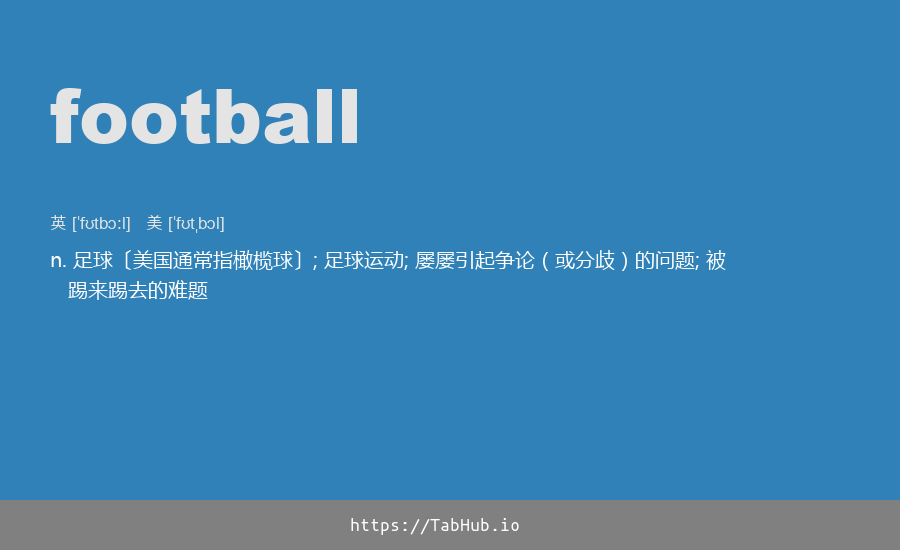 football
英 [ˈfʊtbɔːl] 美 [ˈfʊtˌbɔl]
n. 足球〔美国通常指橄榄球〕; 足球运动; 屡屡引起争论（或分歧）的问题; 被
踢来踢去的难题
https://TabHub.io